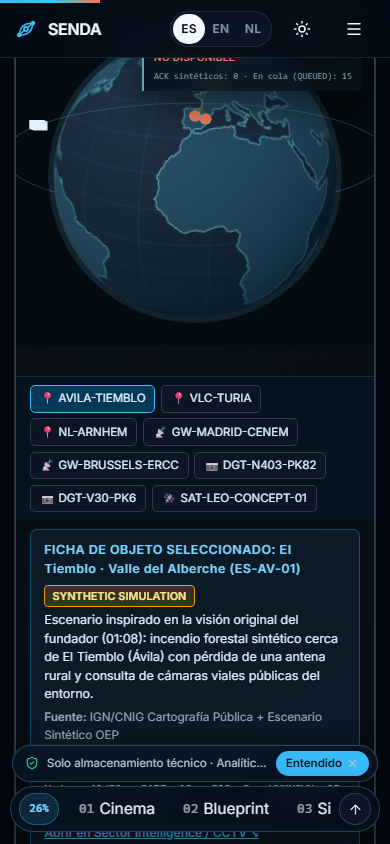 SENDA
ES EN NL
NO DISPONIBLE
ACK sintéticos: 0 · En cola (QUEUED): 15
AVILA-TIEMBLO
VLC-TURIA
NL-ARNHEM
GW-MADRID-CENEM
GW-BRUSSELS-ERCC
DGT-N403-PK82
DGT-V30-PK6
SAT-LEO-CONCEPT-01
FICHA DE OBJETO SELECCIONADO: El
Tiemblo · Valle del Alberche (ES-AV-01)
SYNTHETIC SIMULATION
Escenario inspirado en la visión original del
fundador (01:08): incendio forestal sintético cerca
de El Tiemblo (Ávila) con pérdida de una antena
rural y consulta de cámaras viales públicas del
entorno.
Fuente: IGN/CNIG Cartografía Pública + Escenario
Sintético OEP
Solo almacenamiento técnico · Analític...
Entendido ×
26% 01 Cinema 02 Blueprint 03 Si
Abrir en Sector Intelligence / CCTV